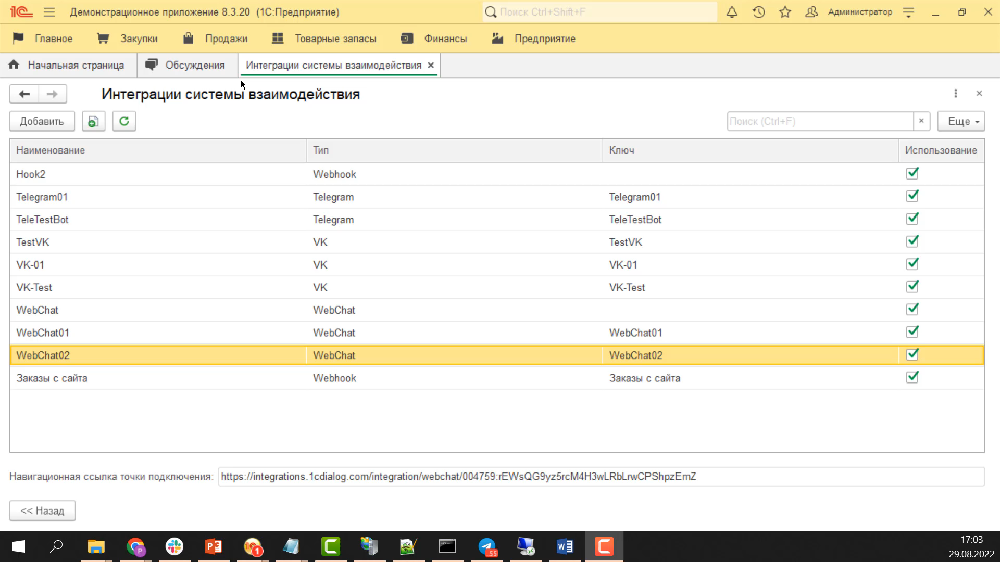 1С Демонстрационное приложение 8.3.20 (1С:Предприятие) Поиск Ctrl+Shift+F Администратор
Главное Закупки Продажи Товарные запасы Финансы Предприятие
Начальная страница Обсуждения Интеграции системы взаимодействия
Интеграции системы взаимодействия
Добавить Поиск (Ctrl+F) × Еще
Наименование Тип Ключ Использование
Hook2 Webhook
Telegram01 Telegram Telegram01
TeleTestBot Telegram TeleTestBot
TestVK VK TestVK
VK-01 VK VK-01
VK-Test VK VK-Test
WebChat WebChat
WebChat01 WebChat WebChat01
WebChat02 WebChat WebChat02
Заказы с сайта Webhook Заказы с сайта
Навигационная ссылка точки подключения: https://integrations.1cdialog.com/integration/webchat/004759:rEWsQG9yz5rcM4H3wLRbLrwCPShpzEmZ
<< Назад
P 1 55 17:03
29.08.2022